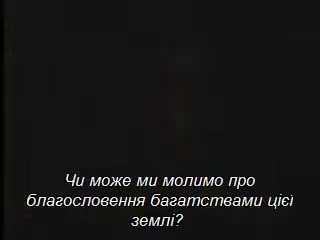 Чи може ми молимо про
благословення багатствами цієї
землі?